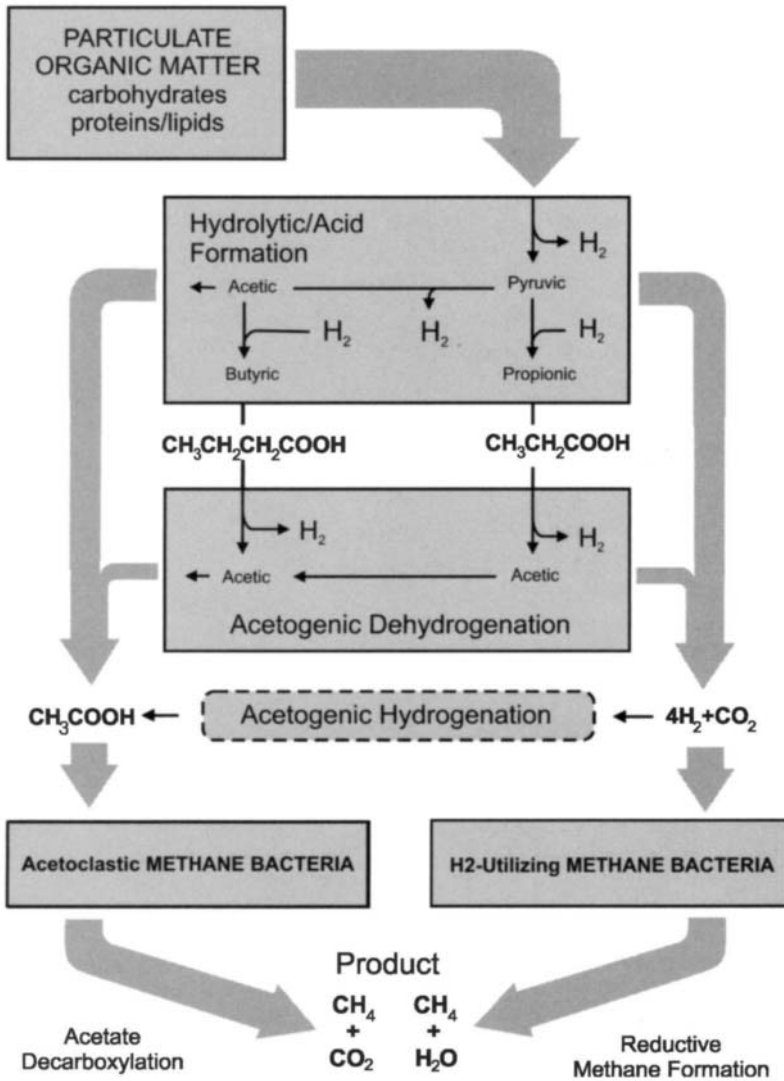 PARTICULATE
ORGANIC MATTER
carbohydrates
proteins/lipids
Hydrolytic/Acid
Formation
H₂
Acetic
Pyruvic
H₂
H₂
H₂
Butyric
Propionic
CH₃CH₂CH₂COOH
CH₃CH₂COOH
H₂
H₂
Acetic
Acetic
Acetogenic Dehydrogenation
CH₃COOH
Acetogenic Hydrogenation
4H₂+CO₂
Acetoclastic METHANE BACTERIA
H2-Utilizing METHANE BACTERIA
Product
CH₄
+
CO₂
CH₄
+
H₂O
Acetate
Decarboxylation
Reductive
Methane Formation